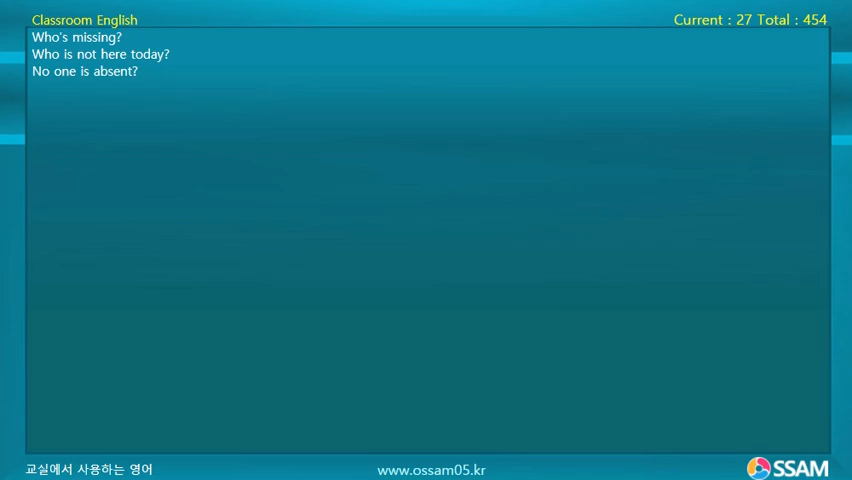 Classroom English
Current : 27 Total : 454
Who's missing?
Who is not here today?
No one is absent?
교실에서 사용하는 영어
www.ossam05.kr
OSSAM